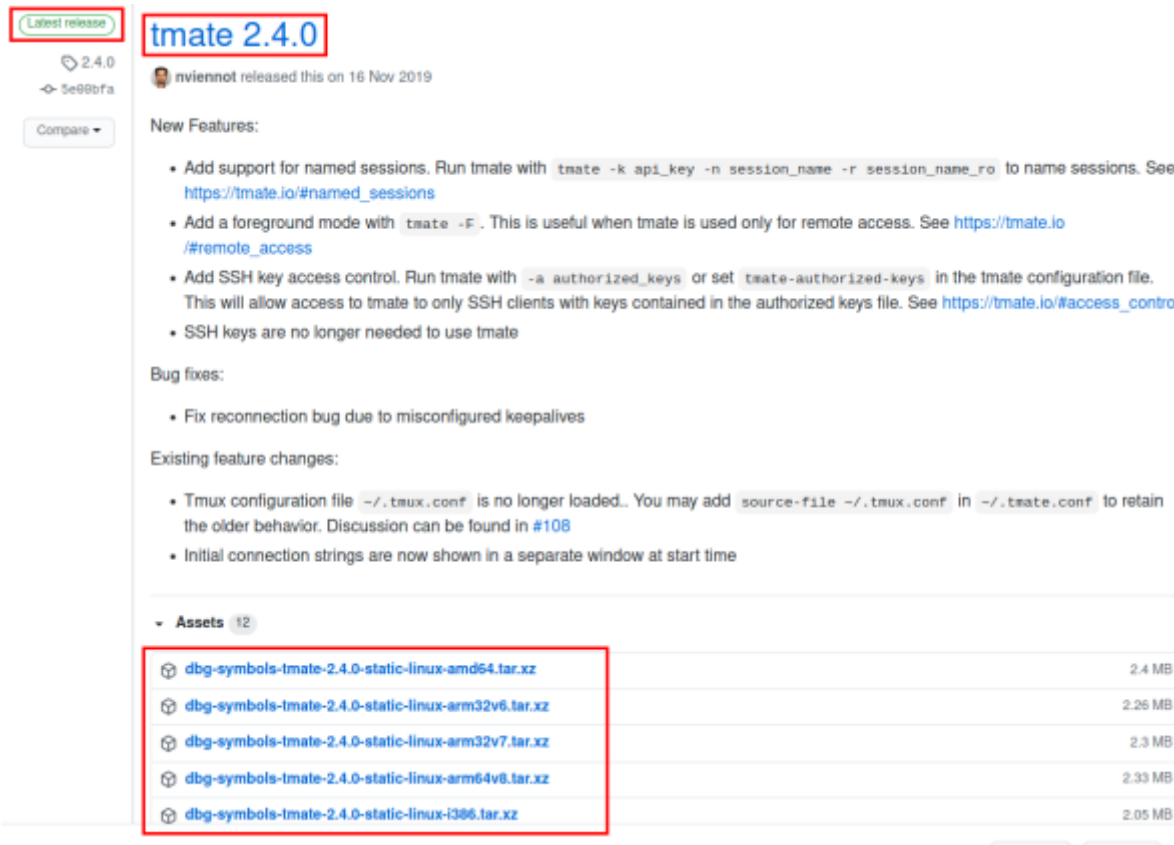 Latest release
tmate 2.4.0
2.4.0
nviennot released this on 16 Nov 2019
5e00bfa
Compare
New Features:
Add support for named sessions. Run tmate with tmate -k api_key -n session_name -r session_name_ro to name sessions. See
https://tmate.io/#named_sessions
Add a foreground mode with tmate -F . This is useful when tmate is used only for remote access. See https://tmate.io
/#remote_access
Add SSH key access control. Run tmate with -a authorized_keys or set tmate-authorized-keys in the tmate configuration file.
This will allow access to tmate to only SSH clients with keys contained in the authorized keys file. See https://tmate.io/#access_contro
SSH keys are no longer needed to use tmate
Bug fixes:
Fix reconnection bug due to misconfigured keepalives
Existing feature changes:
Tmux configuration file ~/.tmux.conf is no longer loaded.. You may add source-file ~/.tmux.conf in ~/.tmate.conf to retain
the older behavior. Discussion can be found in #108
Initial connection strings are now shown in a separate window at start time
Assets 12
dbg-symbols-tmate-2.4.0-static-linux-amd64.tar.xz 2.4 MB
dbg-symbols-tmate-2.4.0-static-linux-arm32v6.tar.xz 2.26 MB
dbg-symbols-tmate-2.4.0-static-linux-arm32v7.tar.xz 2.3 MB
dbg-symbols-tmate-2.4.0-static-linux-arm64v8.tar.xz 2.33 MB
dbg-symbols-tmate-2.4.0-static-linux-i386.tar.xz 2.05 MB